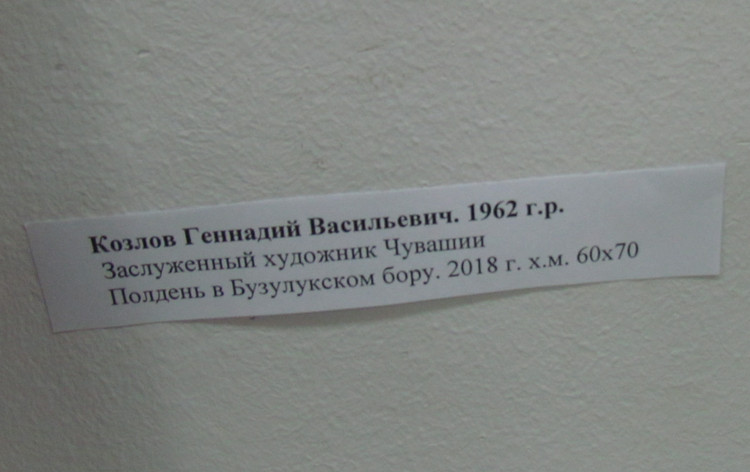 Козлов Геннадий Васильевич. 1962 г.р.
Заслуженный художник Чувашии
Полдень в Бузулукском бору. 2018 г. х.м. 60х70